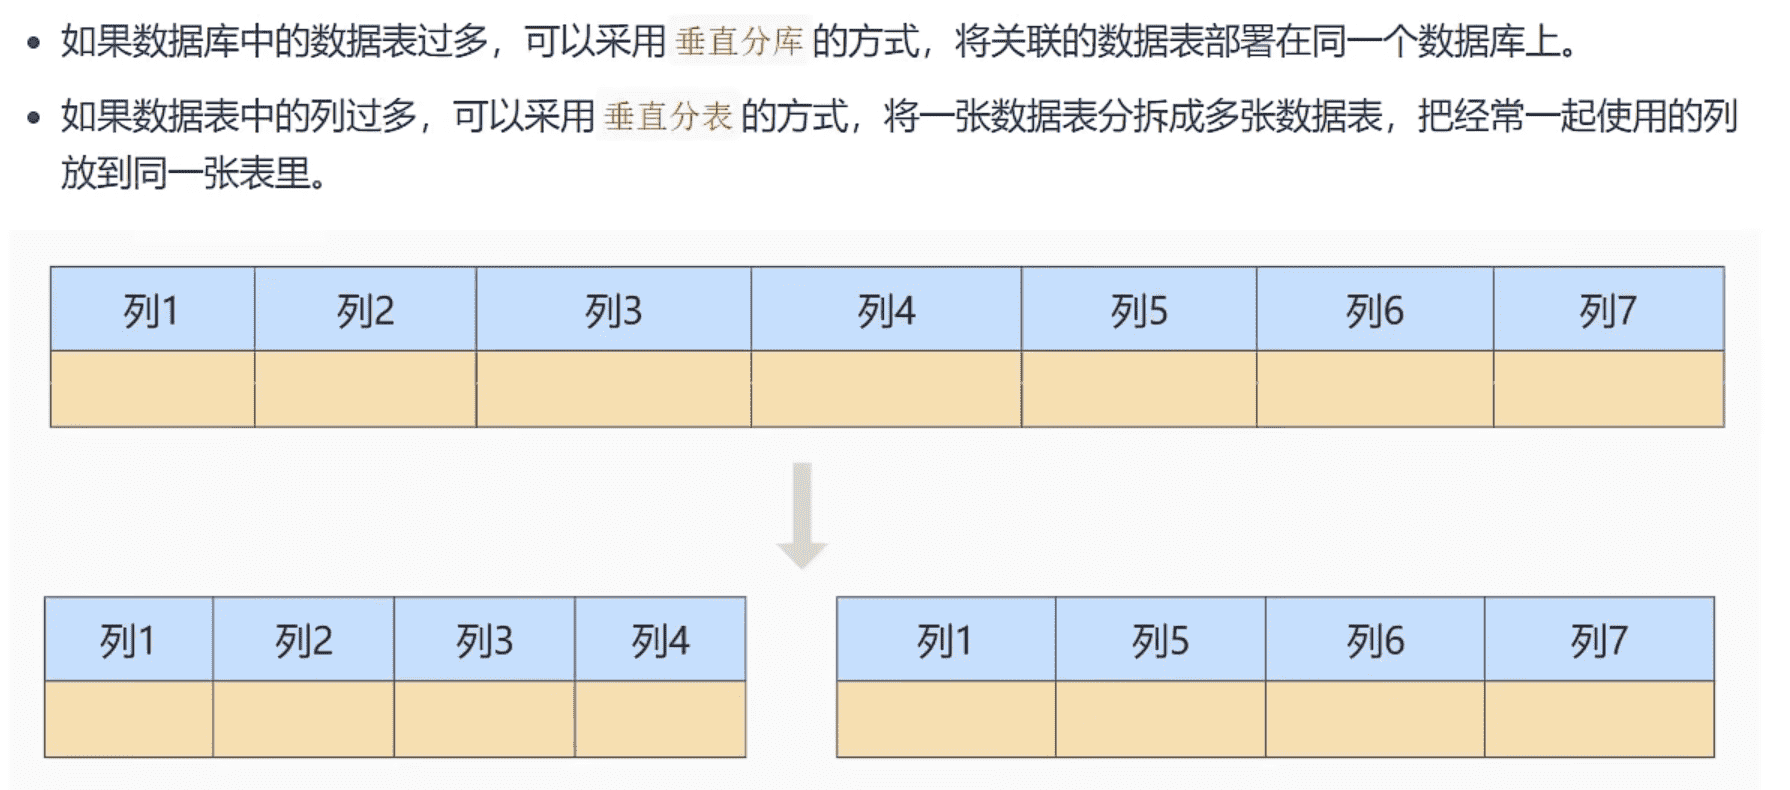 如果数据库中的数据表过多，可以采用 垂直分库 的方式，将关联的数据表部署在同一个数据库上。
如果数据表中的列过多，可以采用 垂直分表 的方式，将一张数据表分拆成多张数据表，把经常一起使用的列
放到同一张表里。
列1 列2 列3 列4 列5 列6 列7
列1 列2 列3 列4 列1 列5 列6 列7